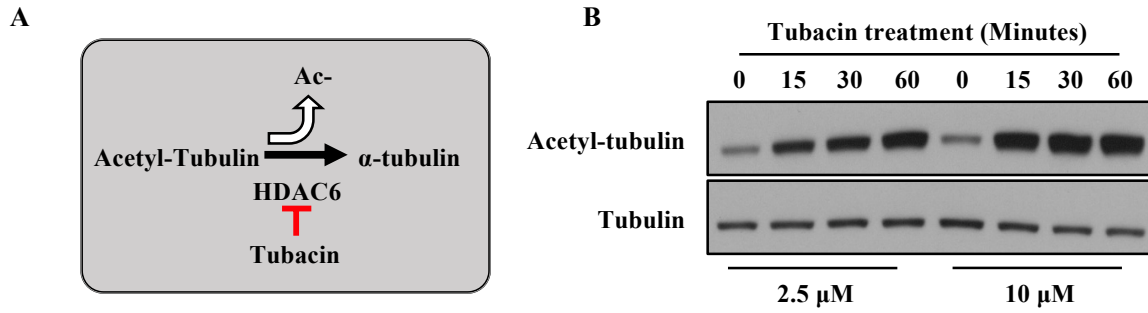 A
Ac-
Acetyl-Tubulin α-tubulin
HDAC6
Tubacin
B
Tubacin treatment (Minutes)
0 15 30 60 0 15 30 60
Acetyl-tubulin
Tubulin
2.5 μM 10 μM